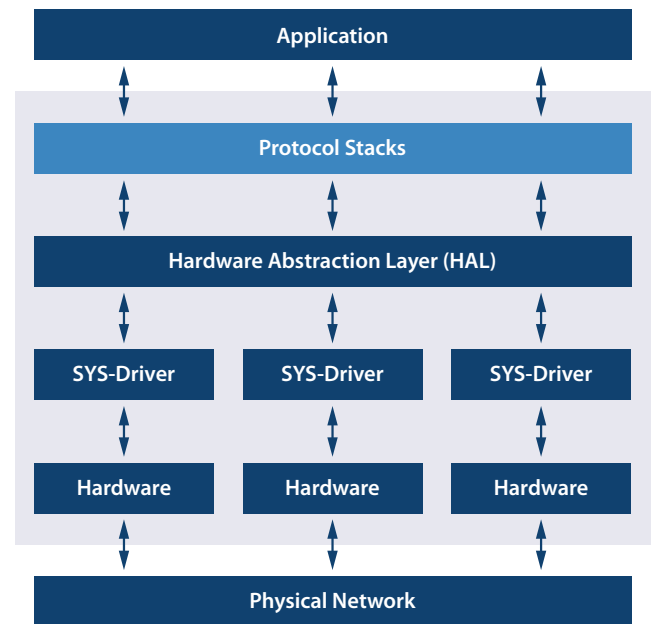 Application
Protocol Stacks
Hardware Abstraction Layer (HAL)
SYS-Driver
SYS-Driver
SYS-Driver
Hardware
Hardware
Hardware
Physical Network